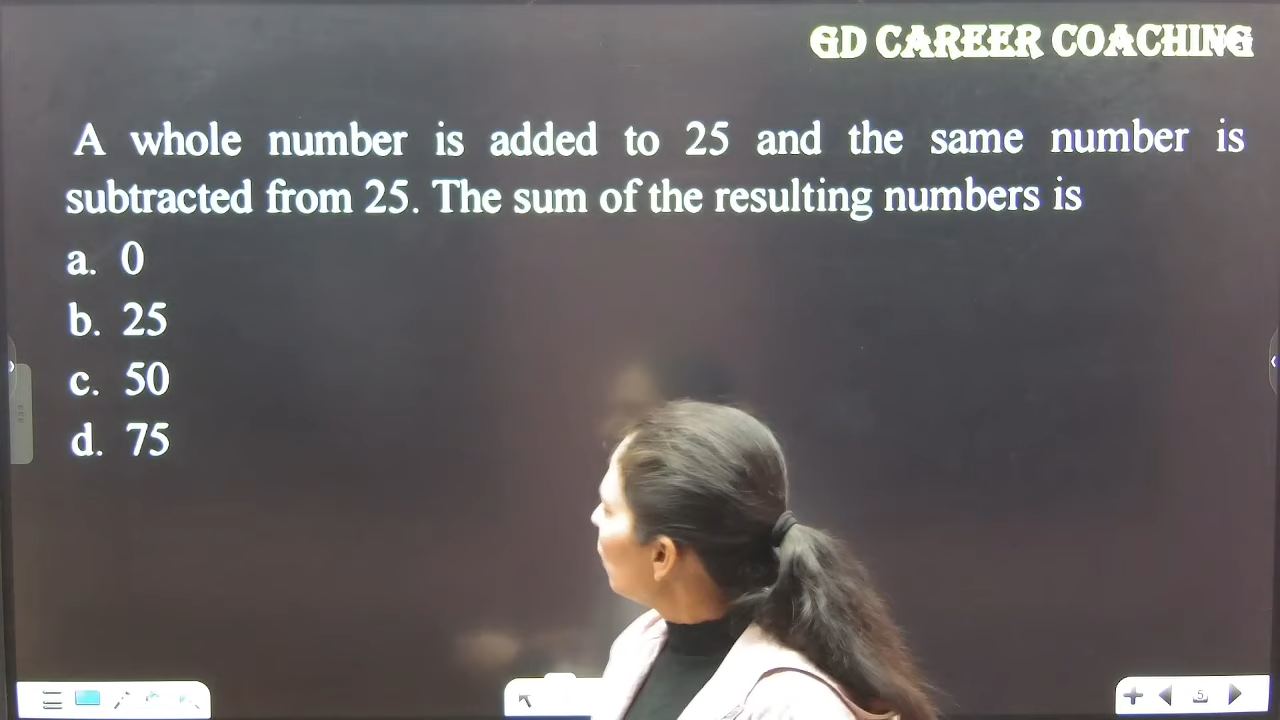 GD CAREER COACHING
A whole number is added to 25 and the same number is
subtracted from 25. The sum of the resulting numbers is
a. 0
b. 25
c. 50
d. 75
5